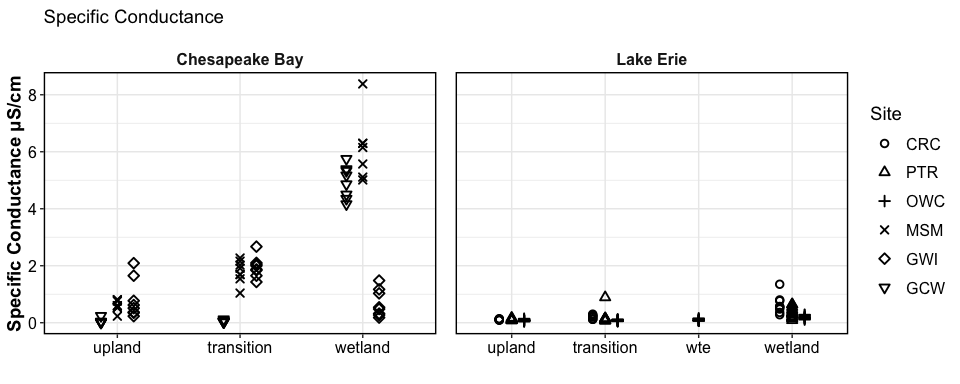 Specific Conductance
Chesapeake Bay
Lake Erie
Specific Conductance µS/cm
8
6
4
2
0
upland transition wetland
upland transition wte wetland
Site
CRC
PTR
OWC
MSM
GWI
GCW